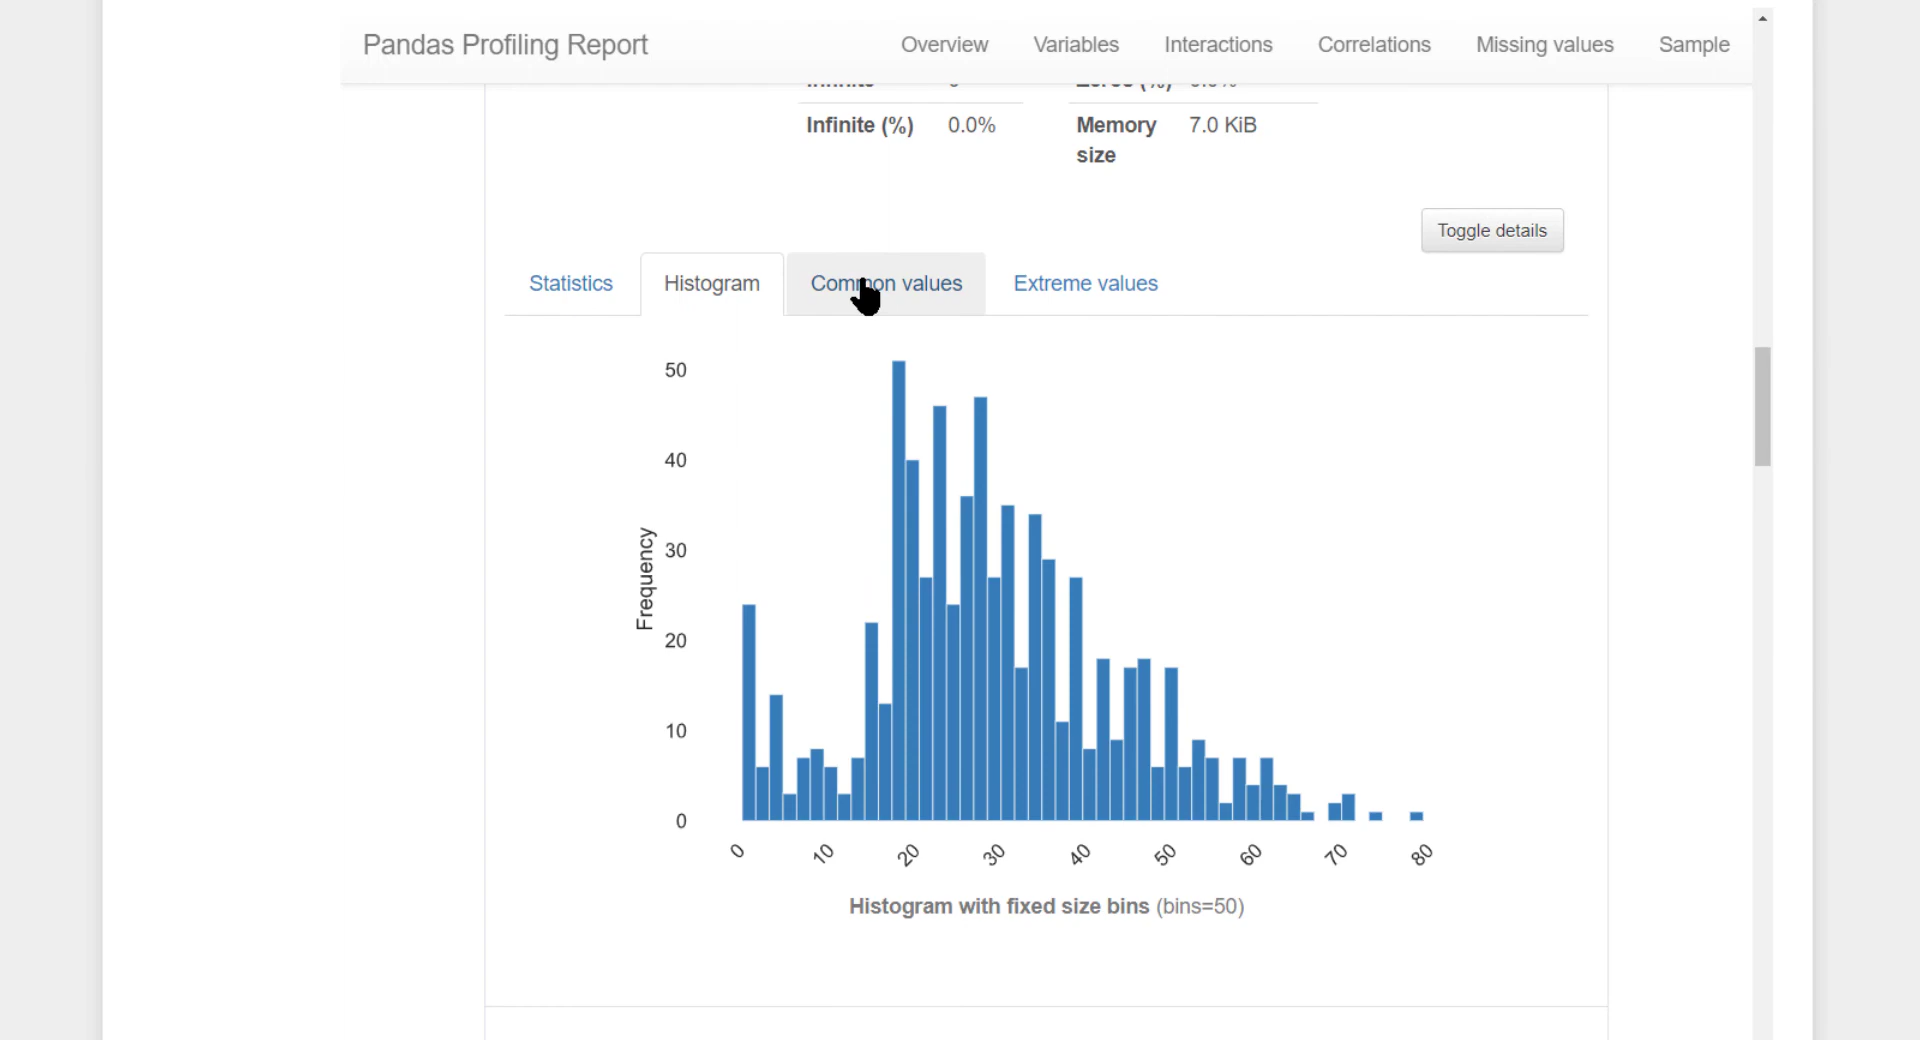 Pandas Profiling Report
Overview
Variables
Interactions
Correlations
Missing values
Sample
Infinite (%) 0.0%
Memory size 7.0 KiB
Toggle details
Statistics
Histogram
Common values
Extreme values
50
40
30
20
10
0
Frequency
0 10 20 30 40 50 60 70 80
Histogram with fixed size bins (bins=50)